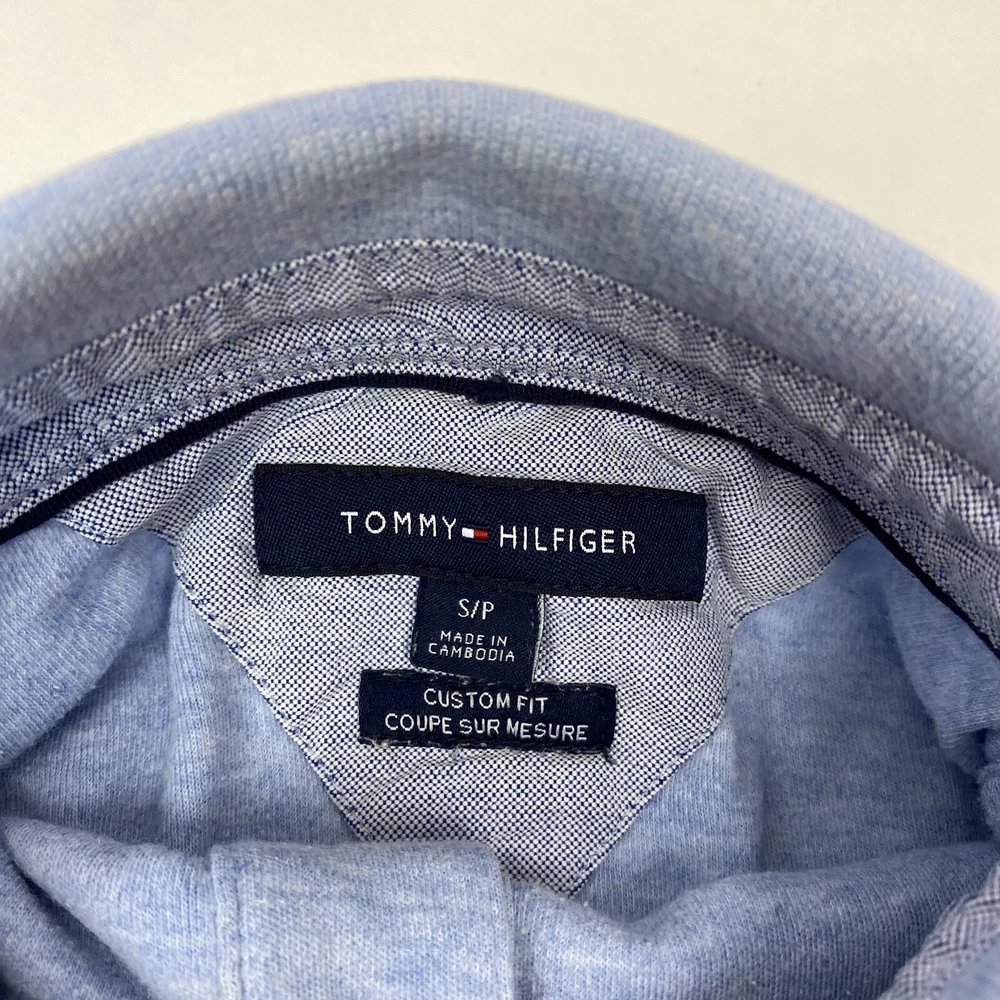 TOMMY HILFIGER
S/P
MADE IN
CAMBODIA
CUSTOM FIT
COUPE SUR MESURE